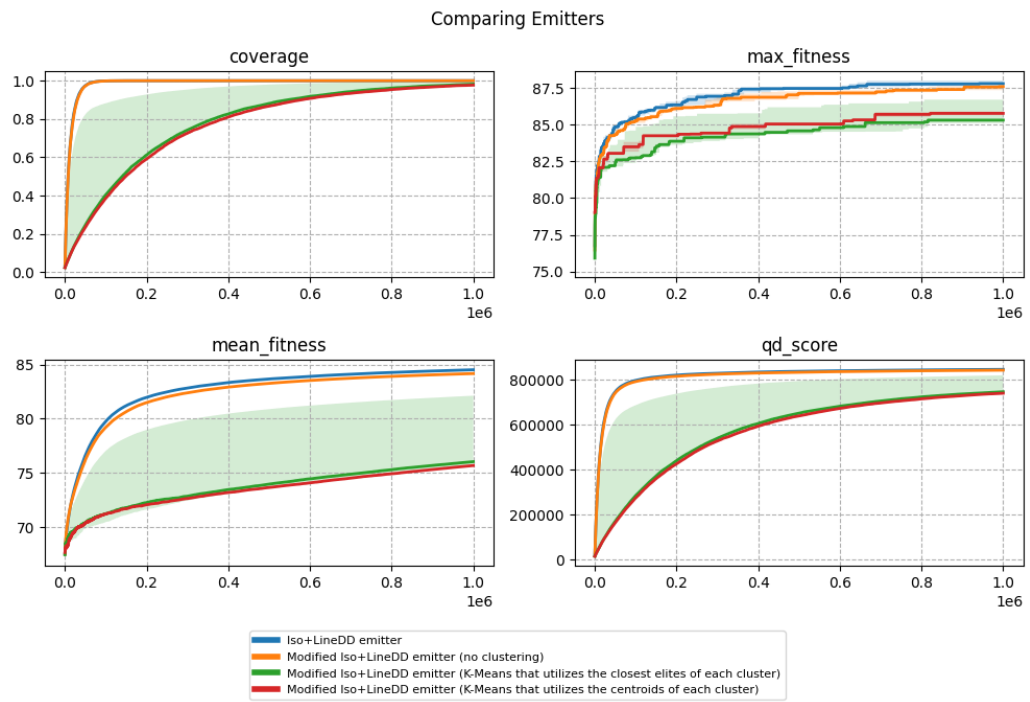 Comparing Emitters
coverage
1.0
0.8
0.6
0.4
0.2
0.0
0.0 0.2 0.4 0.6 0.8 1.0
1e6
max_fitness
87.5
85.0
82.5
80.0
77.5
75.0
0.0 0.2 0.4 0.6 0.8 1.0
1e6
mean_fitness
85
80
75
70
0.0 0.2 0.4 0.6 0.8 1.0
1e6
qd_score
800000
600000
400000
200000
0
0.0 0.2 0.4 0.6 0.8 1.0
1e6
Iso+LineDD emitter
Modified Iso+LineDD emitter (no clustering)
Modified Iso+LineDD emitter (K-Means that utilizes the closest elites of each cluster)
Modified Iso+LineDD emitter (K-Means that utilizes the centroids of each cluster)